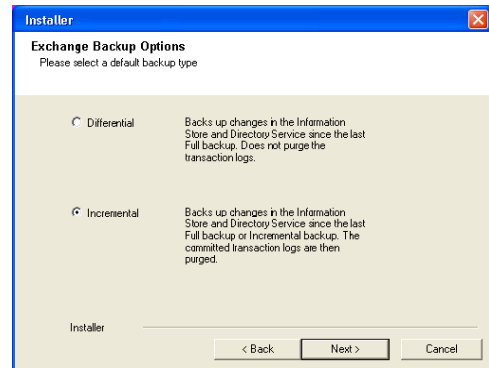 Installer
Exchange Backup Options
Please select a default backup type
Differential
Backs up changes in the Information
Store and Directory Service since the last
Full backup. Does not purge the
transaction logs.
Incremental
Backs up changes in the Information
Store and Directory Service since the last
Full backup or Incremental backup. The
committed transaction logs are then
purged.
Installer
< Back
Next >
Cancel